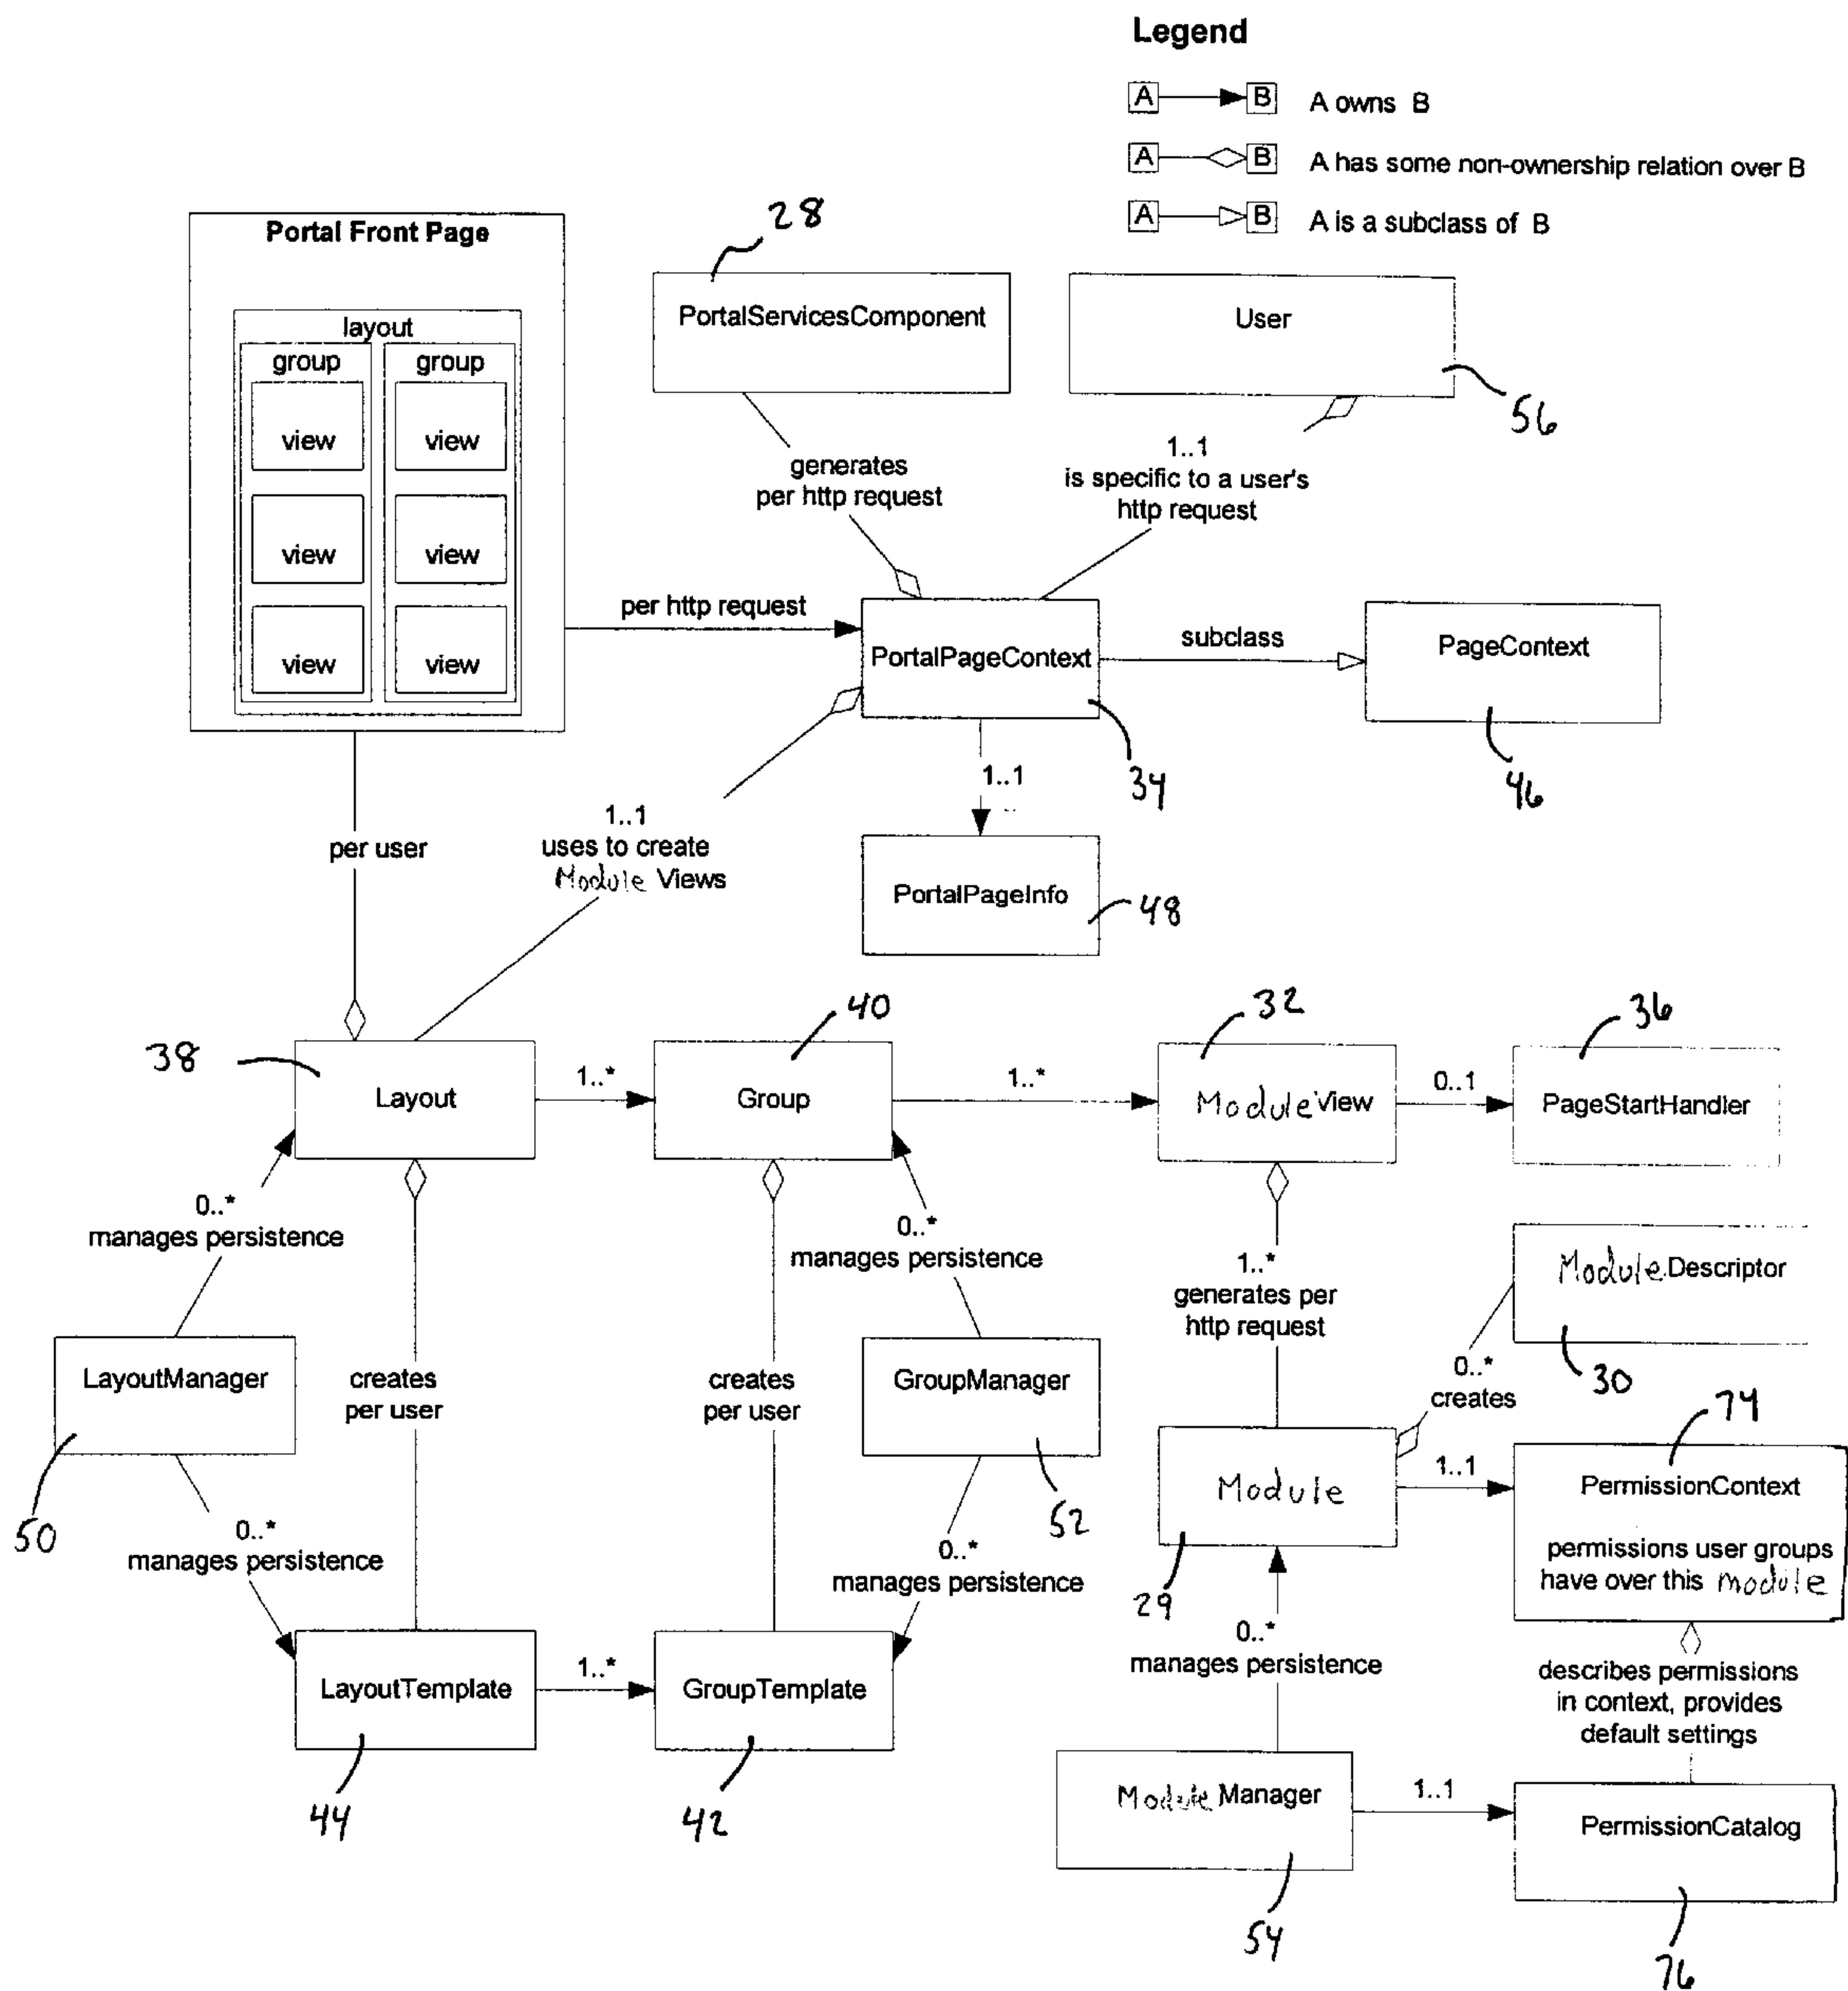 Legend
A B A owns B
A B A has some non-ownership relation over B
A B A is a subclass of B
Portal Front Page
layout
group group
view view
view view
view view
28
PortalServicesComponent
User
56
generates
per http request
1..1
is specific to a user's
http request
per http request
PortalPageContext
34
subclass
PageContext
46
1..1
PortalPageInfo
48
per user
1..1
uses to create
Module Views
38
Layout
1..*
40
Group
1..*
32
Module View
0..1
36
PageStartHandler
0..*
manages persistence
0..*
manages persistence
1..*
generates per
http request
Module Descriptor
30
0..*
creates
LayoutManager
50
creates
per user
creates
per user
GroupManager
52
Module
29
1..1
74
PermissionContext
permissions user groups
have over this module
0..*
manages persistence
0..*
manages persistence
0..*
manages persistence
describes permissions
in context, provides
default settings
LayoutTemplate
44
1..*
GroupTemplate
42
Module Manager
54
1..1
PermissionCatalog
76